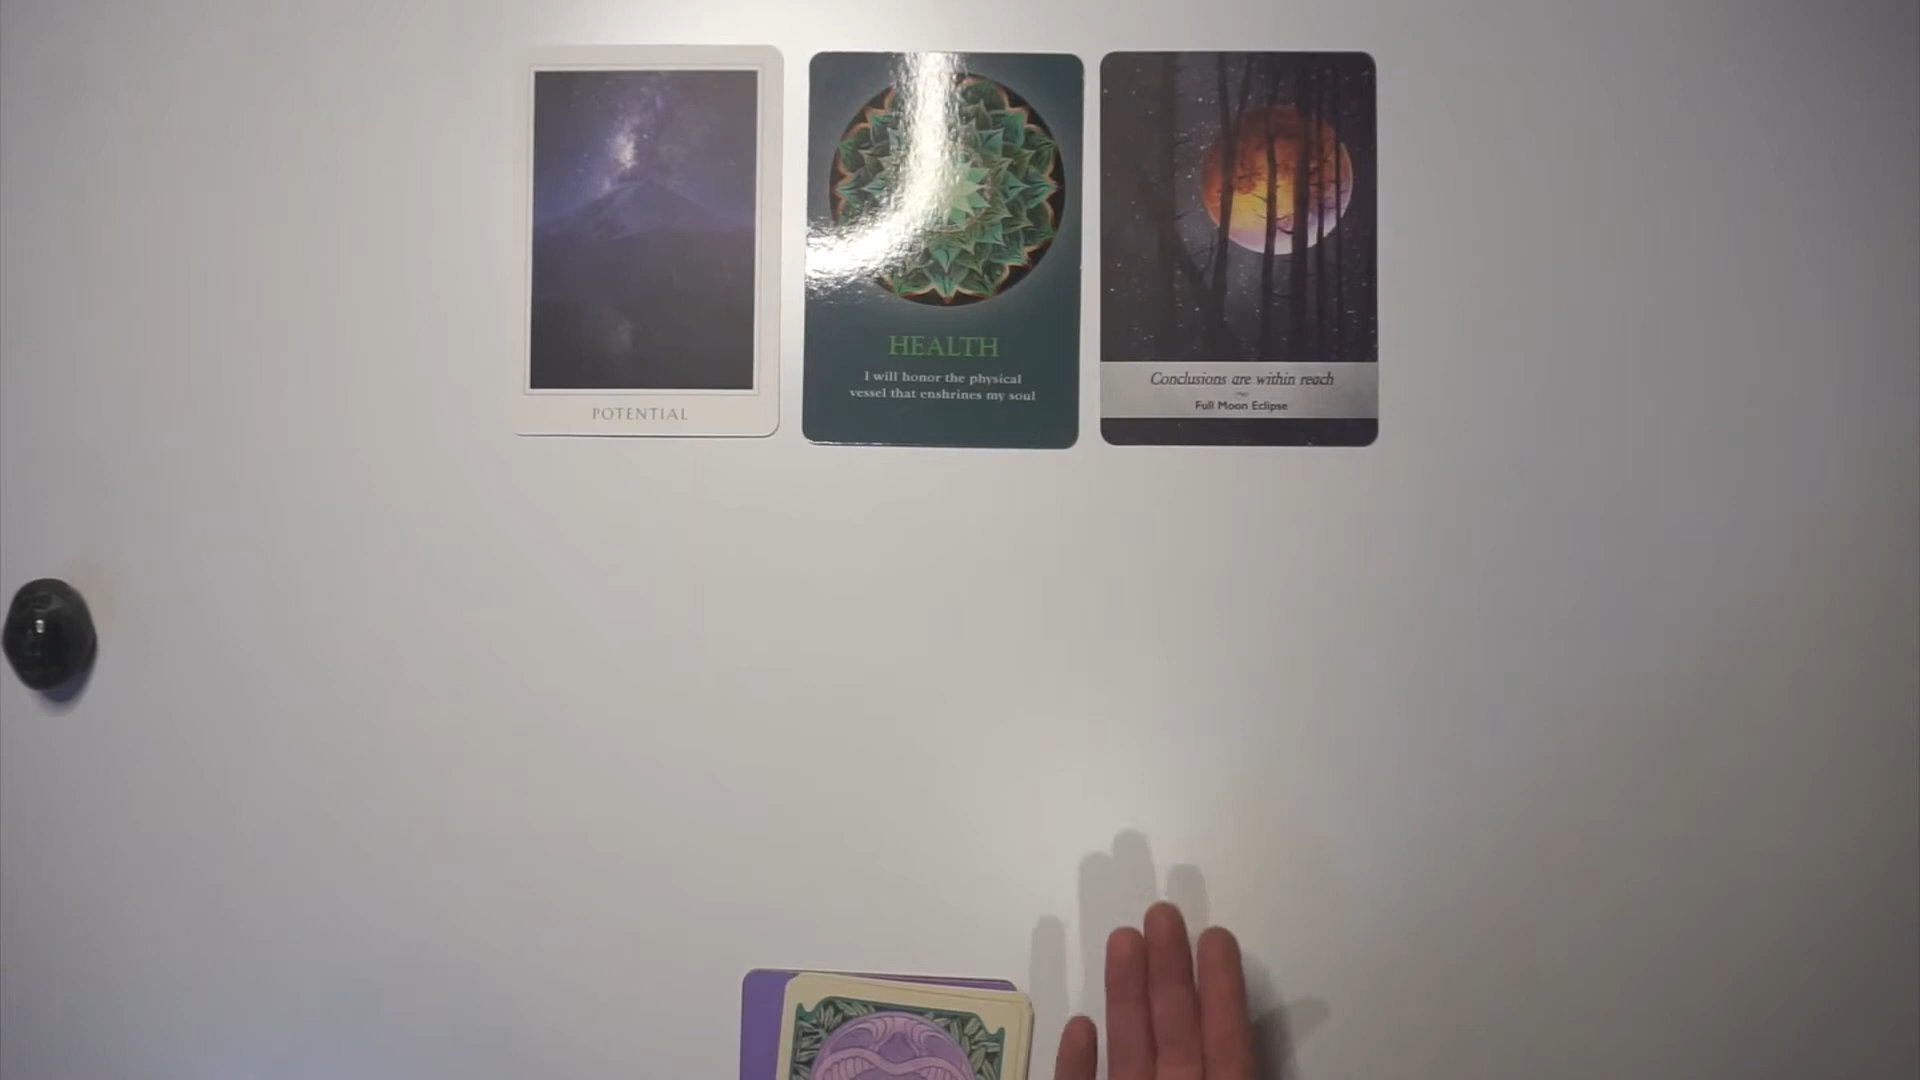 POTENTIAL
HEALTH
I will honor the physical
vessel that enshrines my soul
Conclusions are within reach
Full Moon Eclipse